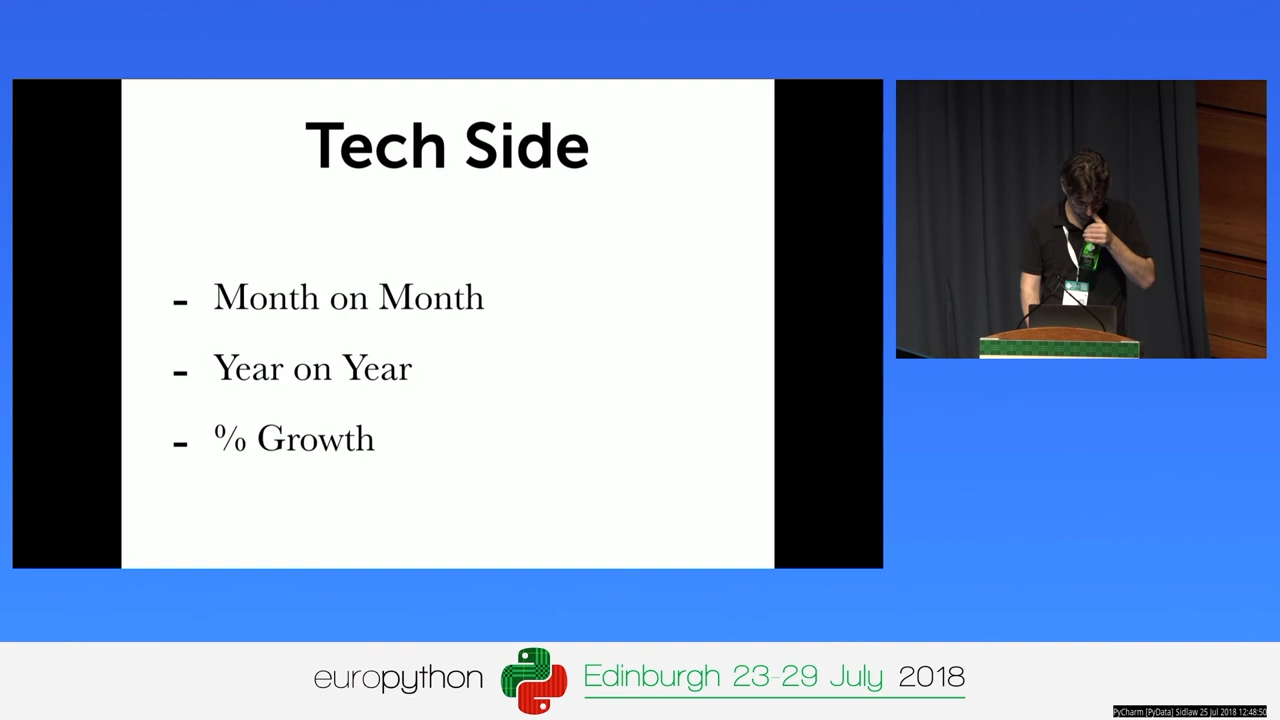 Tech Side
- Month on Month
- Year on Year
- % Growth
europython Edinburgh 23-29 July 2018
PyCharm [PyData] Sidlaw 25 Jul 2018 12:48:50